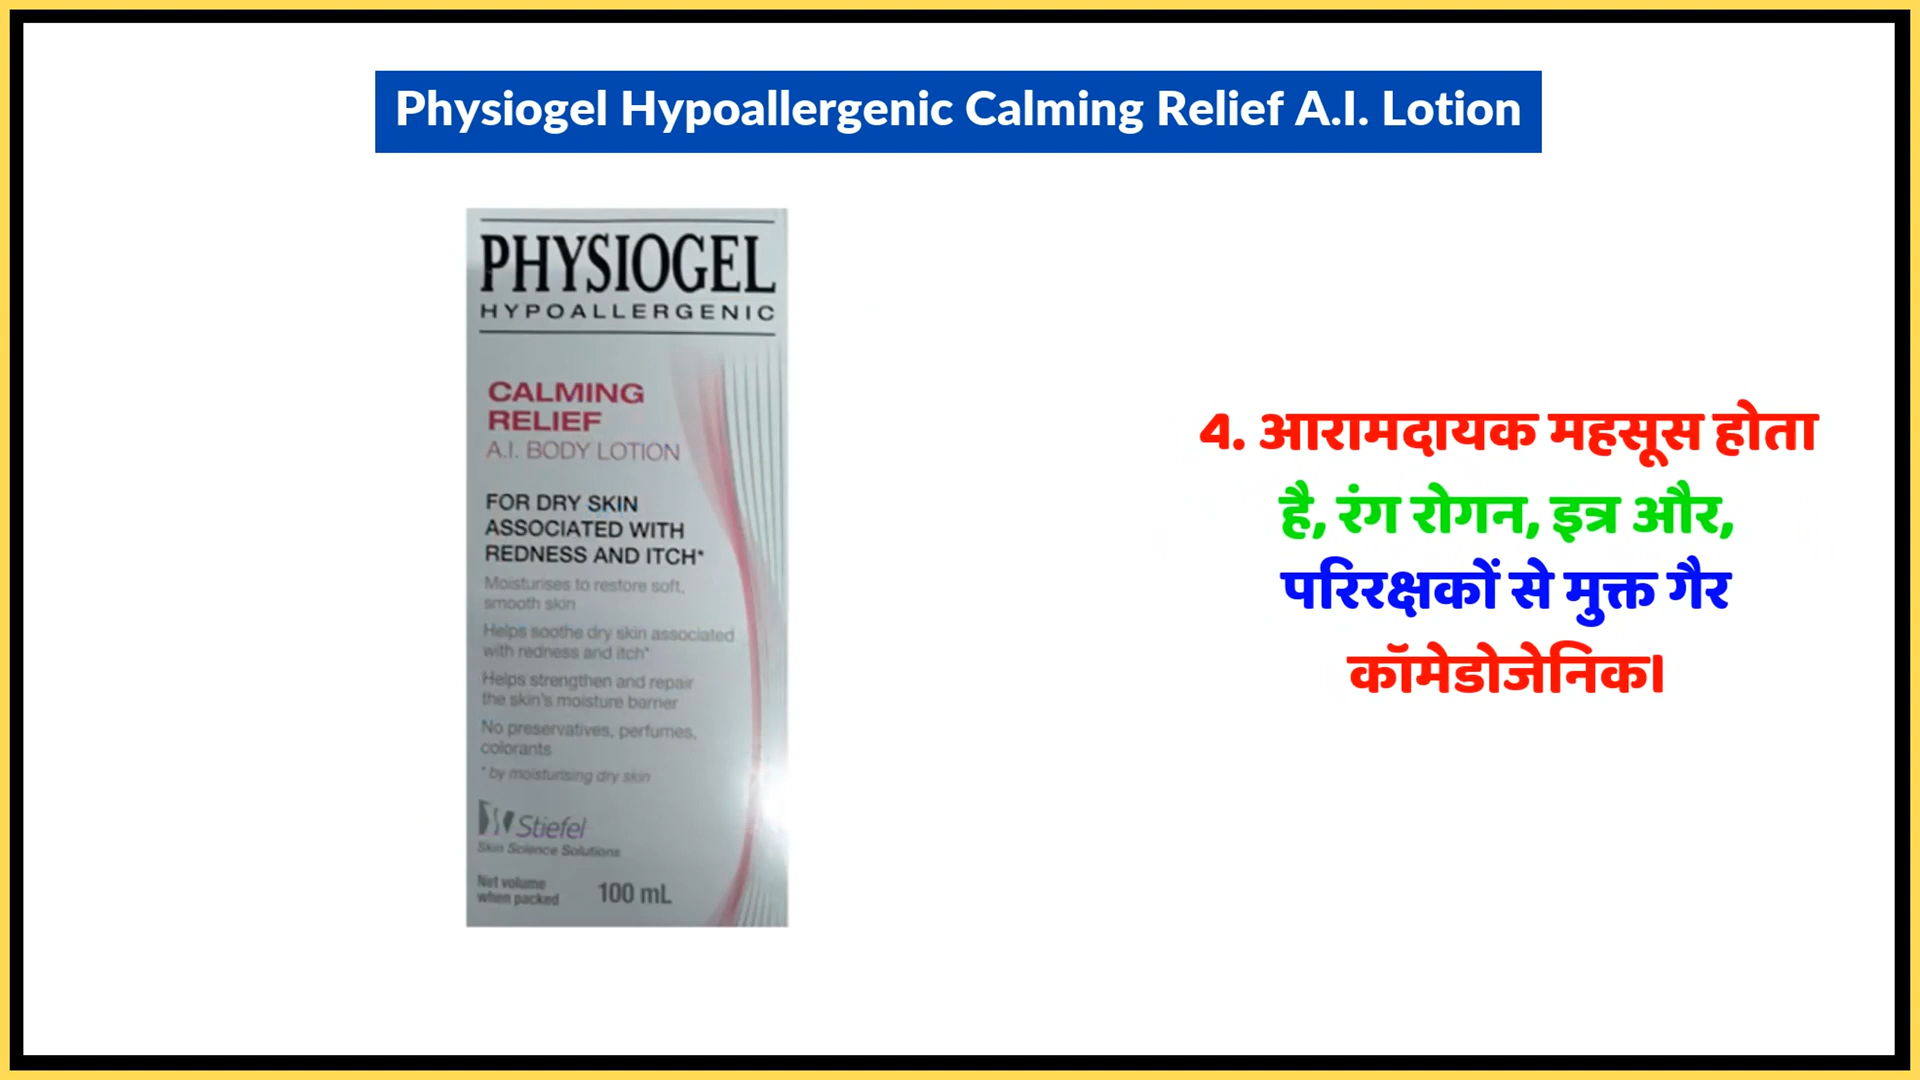 Physiogel Hypoallergenic Calming Relief A.I. Lotion
PHYSIOGEL
HYPOALLERGENIC
CALMING
RELIEF
A.I. BODY LOTION
FOR DRY SKIN
ASSOCIATED WITH
REDNESS AND ITCH*
Moisturises to restore soft,
smooth skin
Helps soothe dry skin associated
with redness and itch*
Helps strengthen and repair
the skin's moisture barrier
No preservatives, perfumes,
colorants
* by moisturising dry skin
Stiefel
Skin Science Solutions
Net volume
when packed
100 mL
4. आरामदायक महसूस होता
है, रंग रोगन, इत्र और,
परिरक्षकों से मुक्त गैर
कॉमेडोजेनिक।